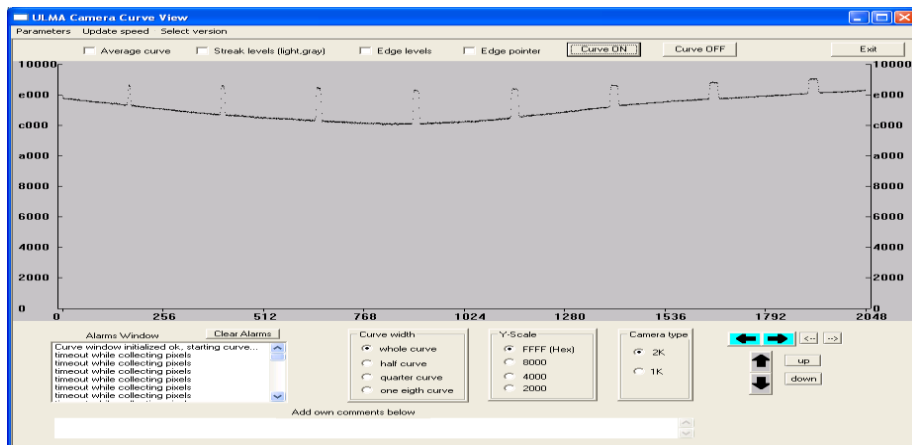 ULMA Camera Curve View
Parameters Update speed Select version
Average curve Streak levels (light,gray) Edge levels Edge pointer Curve ON Curve OFF Exit
10000 10000
e000 e000
c000 c000
a000 a000
8000 8000
6000 6000
4000 4000
2000 2000
0 0
0 256 512 768 1024 1280 1536 1792 2048
Alarms Window Clear Alarms
Curve window initialized ok, starting curve...
timeout while collecting pixels
timeout while collecting pixels
timeout while collecting pixels
timeout while collecting pixels
timeout while collecting pixels
timeout while collecting pixels
Curve width
whole curve
half curve
quarter curve
one eigth curve
Y-Scale
FFFF (Hex)
8000
4000
2000
Camera type
2K
1K
<-- -->
up
down
Add own comments below